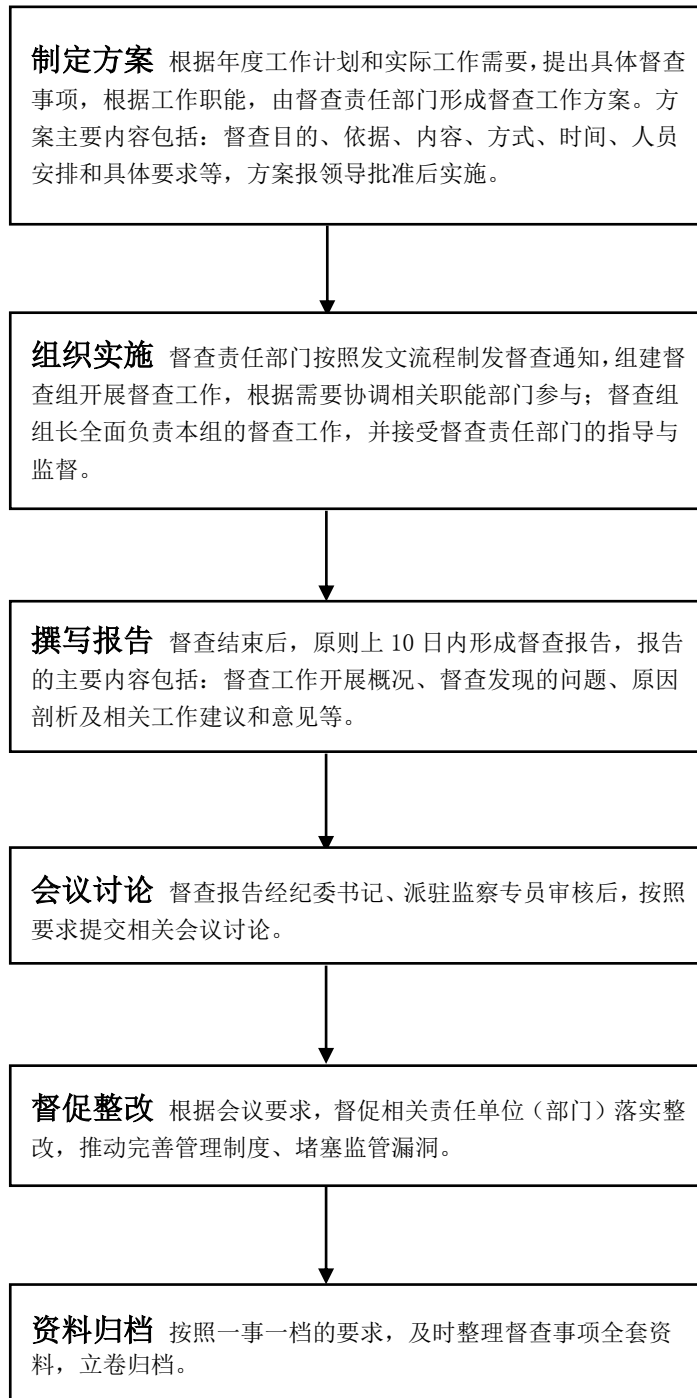 制定方案 根据年度工作计划和实际工作需要，提出具体督查
事项，根据工作职能，由督查责任部门形成督查工作方案。方
案主要内容包括：督查目的、依据、内容、方式、时间、人员
安排和具体要求等，方案报领导批准后实施。
组织实施 督查责任部门按照发文流程制发督查通知，组建督
查组开展督查工作，根据需要协调相关职能部门参与；督查组
组长全面负责本组的督查工作，并接受督查责任部门的指导与
监督。
撰写报告 督查结束后，原则上 10 日内形成督查报告，报告
的主要内容包括：督查工作开展概况、督查发现的问题、原因
剖析及相关工作建议和意见等。
会议讨论 督查报告经纪委书记、派驻监察专员审核后，按照
要求提交相关会议讨论。
督促整改 根据会议要求，督促相关责任单位（部门）落实整
改，推动完善管理制度、堵塞监管漏洞。
资料归档 按照一事一档的要求，及时整理督查事项全套资
料，立卷归档。